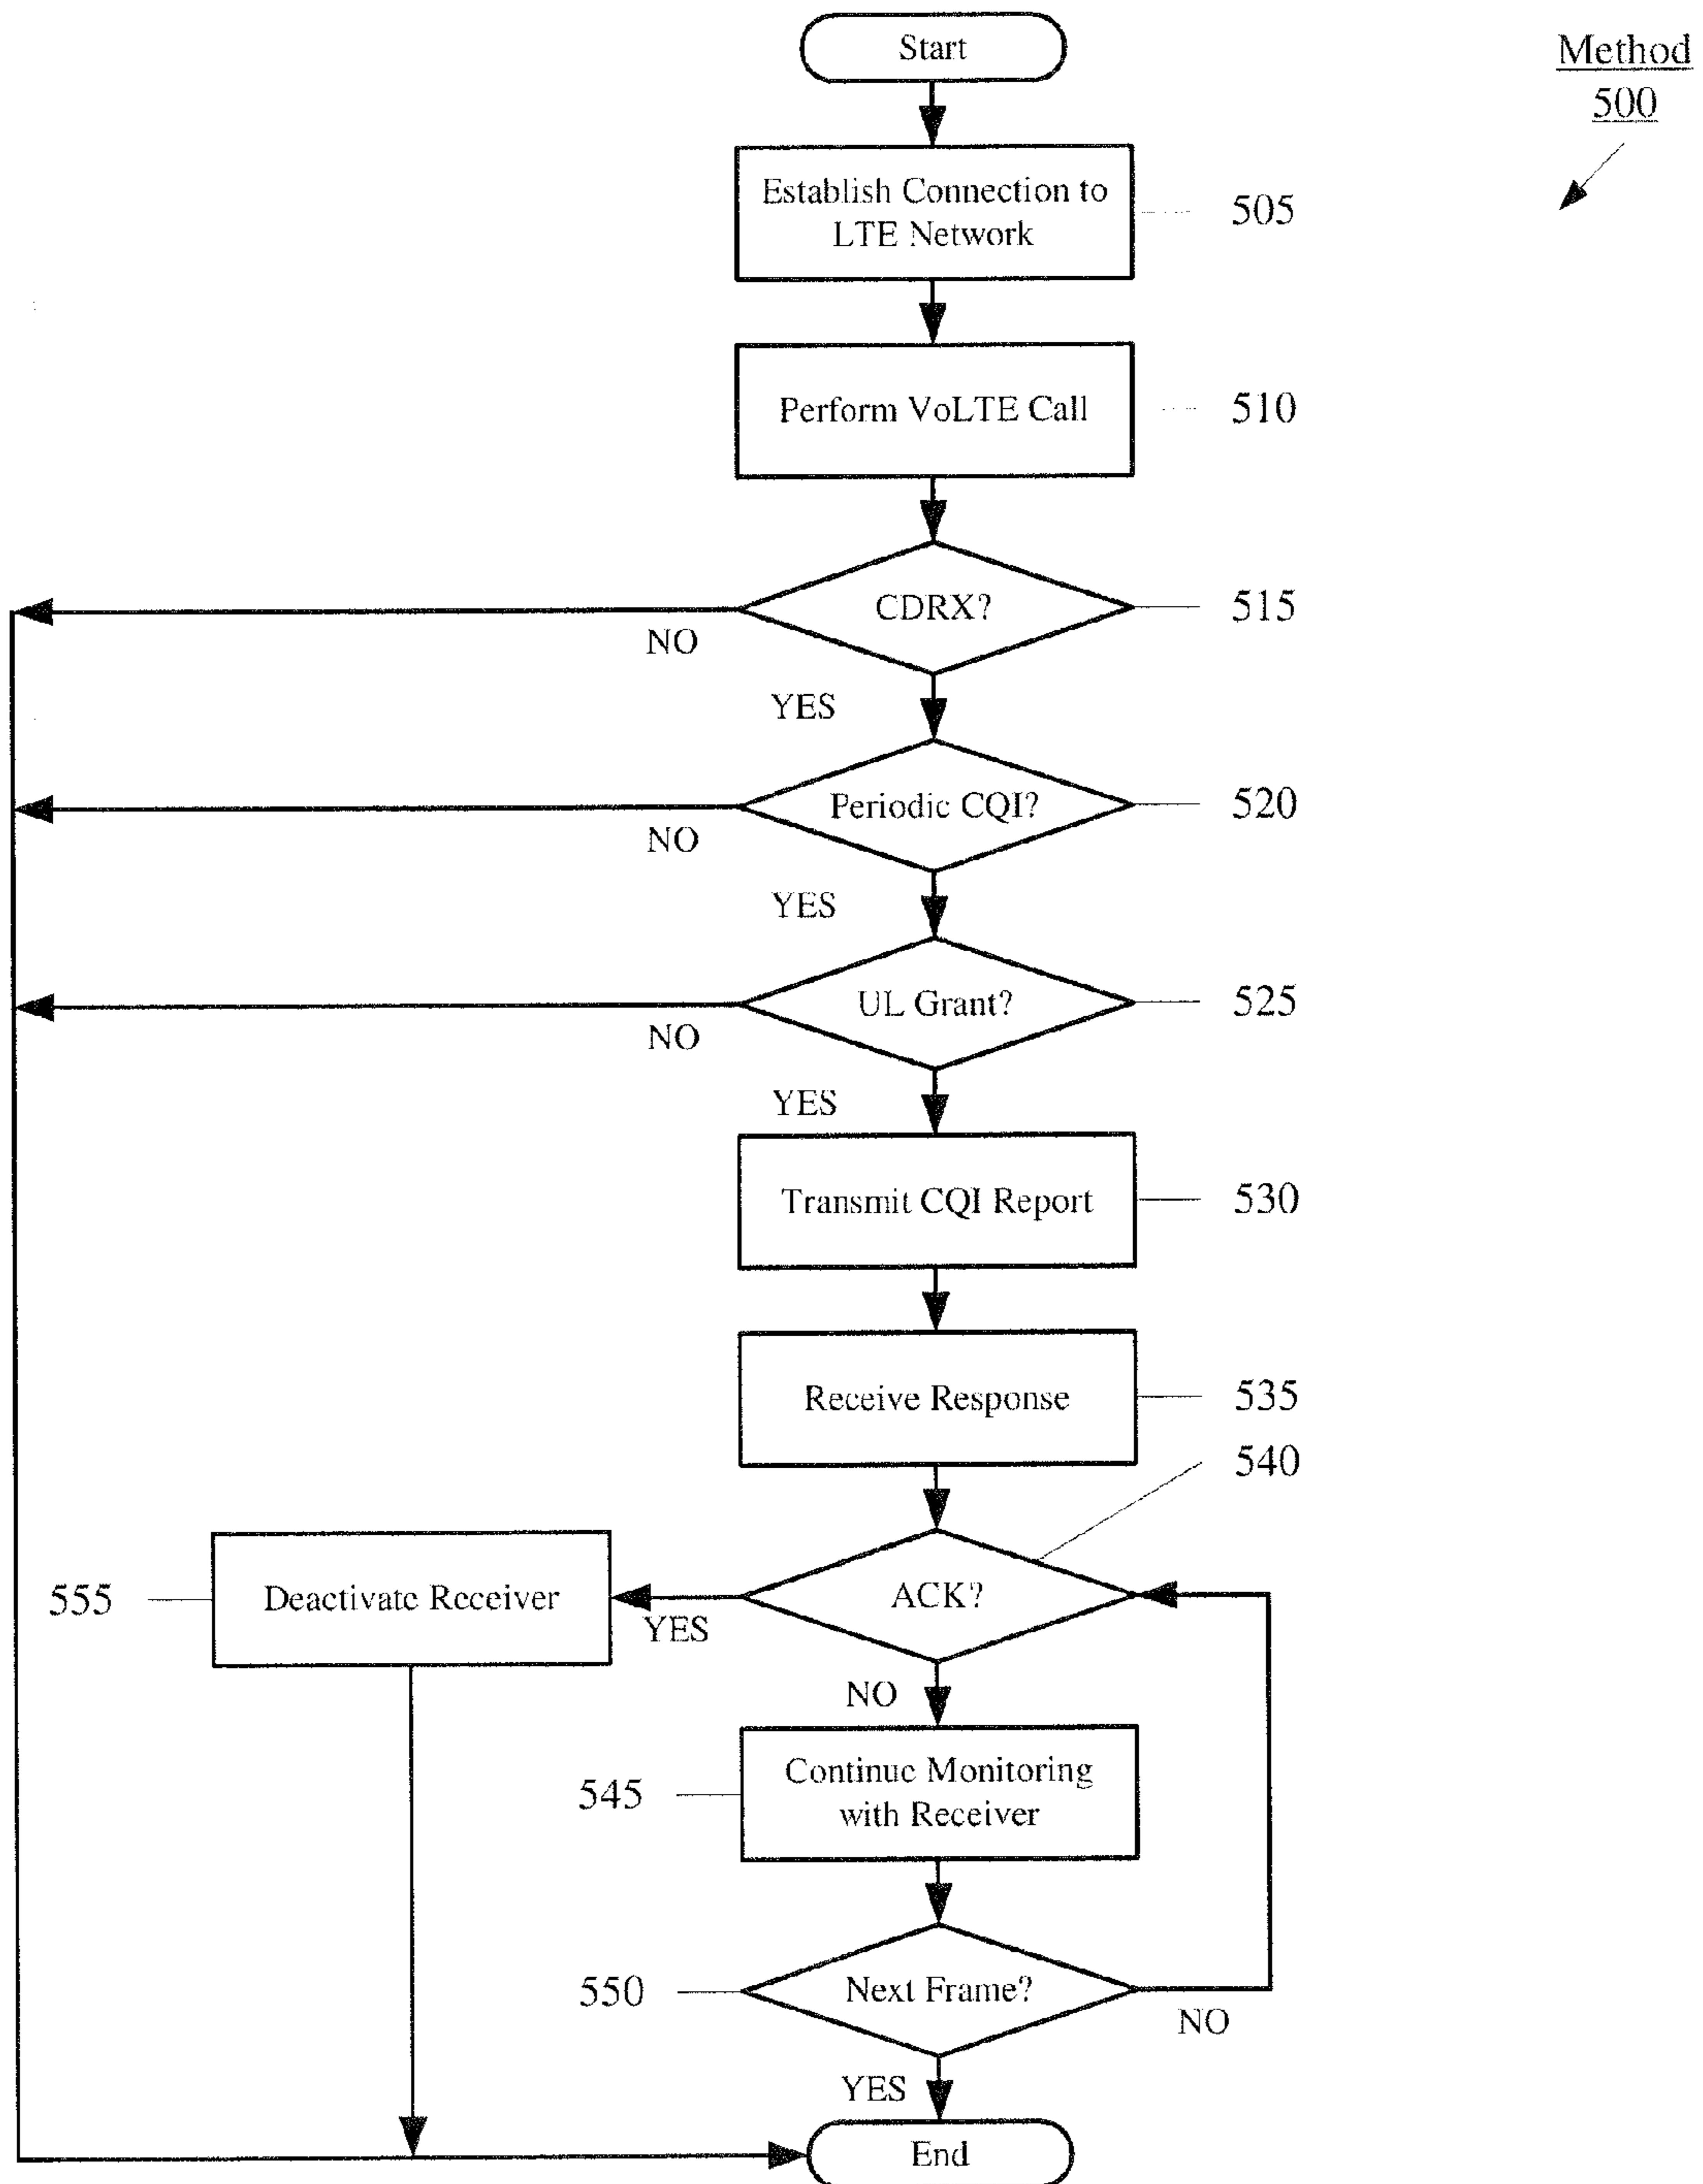 Start
Method
500
Establish Connection to
LTE Network
505
Perform VoLTE Call
510
CDRX?
515
NO
YES
Periodic CQI?
520
NO
YES
UL Grant?
525
NO
YES
Transmit CQI Report
530
Receive Response
535
540
555
Deactivate Receiver
ACK?
YES
NO
545
Continue Monitoring
with Receiver
550
Next Frame?
NO
YES
End